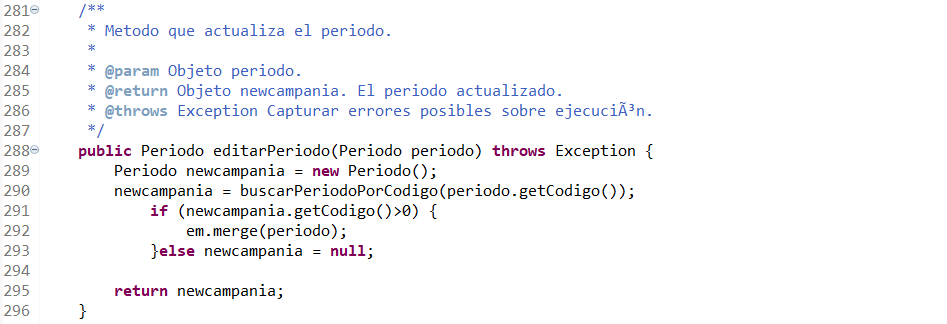 281 /**
282 * Metodo que actualiza el periodo.
283 *
284 * @param Objeto periodo.
285 * @return Objeto newcampania. El periodo actualizado.
286 * @throws Exception Capturar errores posibles sobre ejecuciÃ³n.
287 */
288 public Periodo editarPeriodo(Periodo periodo) throws Exception {
289 Periodo newcampania = new Periodo();
290 newcampania = buscarPeriodoPorCodigo(periodo.getCodigo());
291 if (newcampania.getCodigo()>0) {
292 em.merge(periodo);
293 }else newcampania = null;
294
295 return newcampania;
296 }